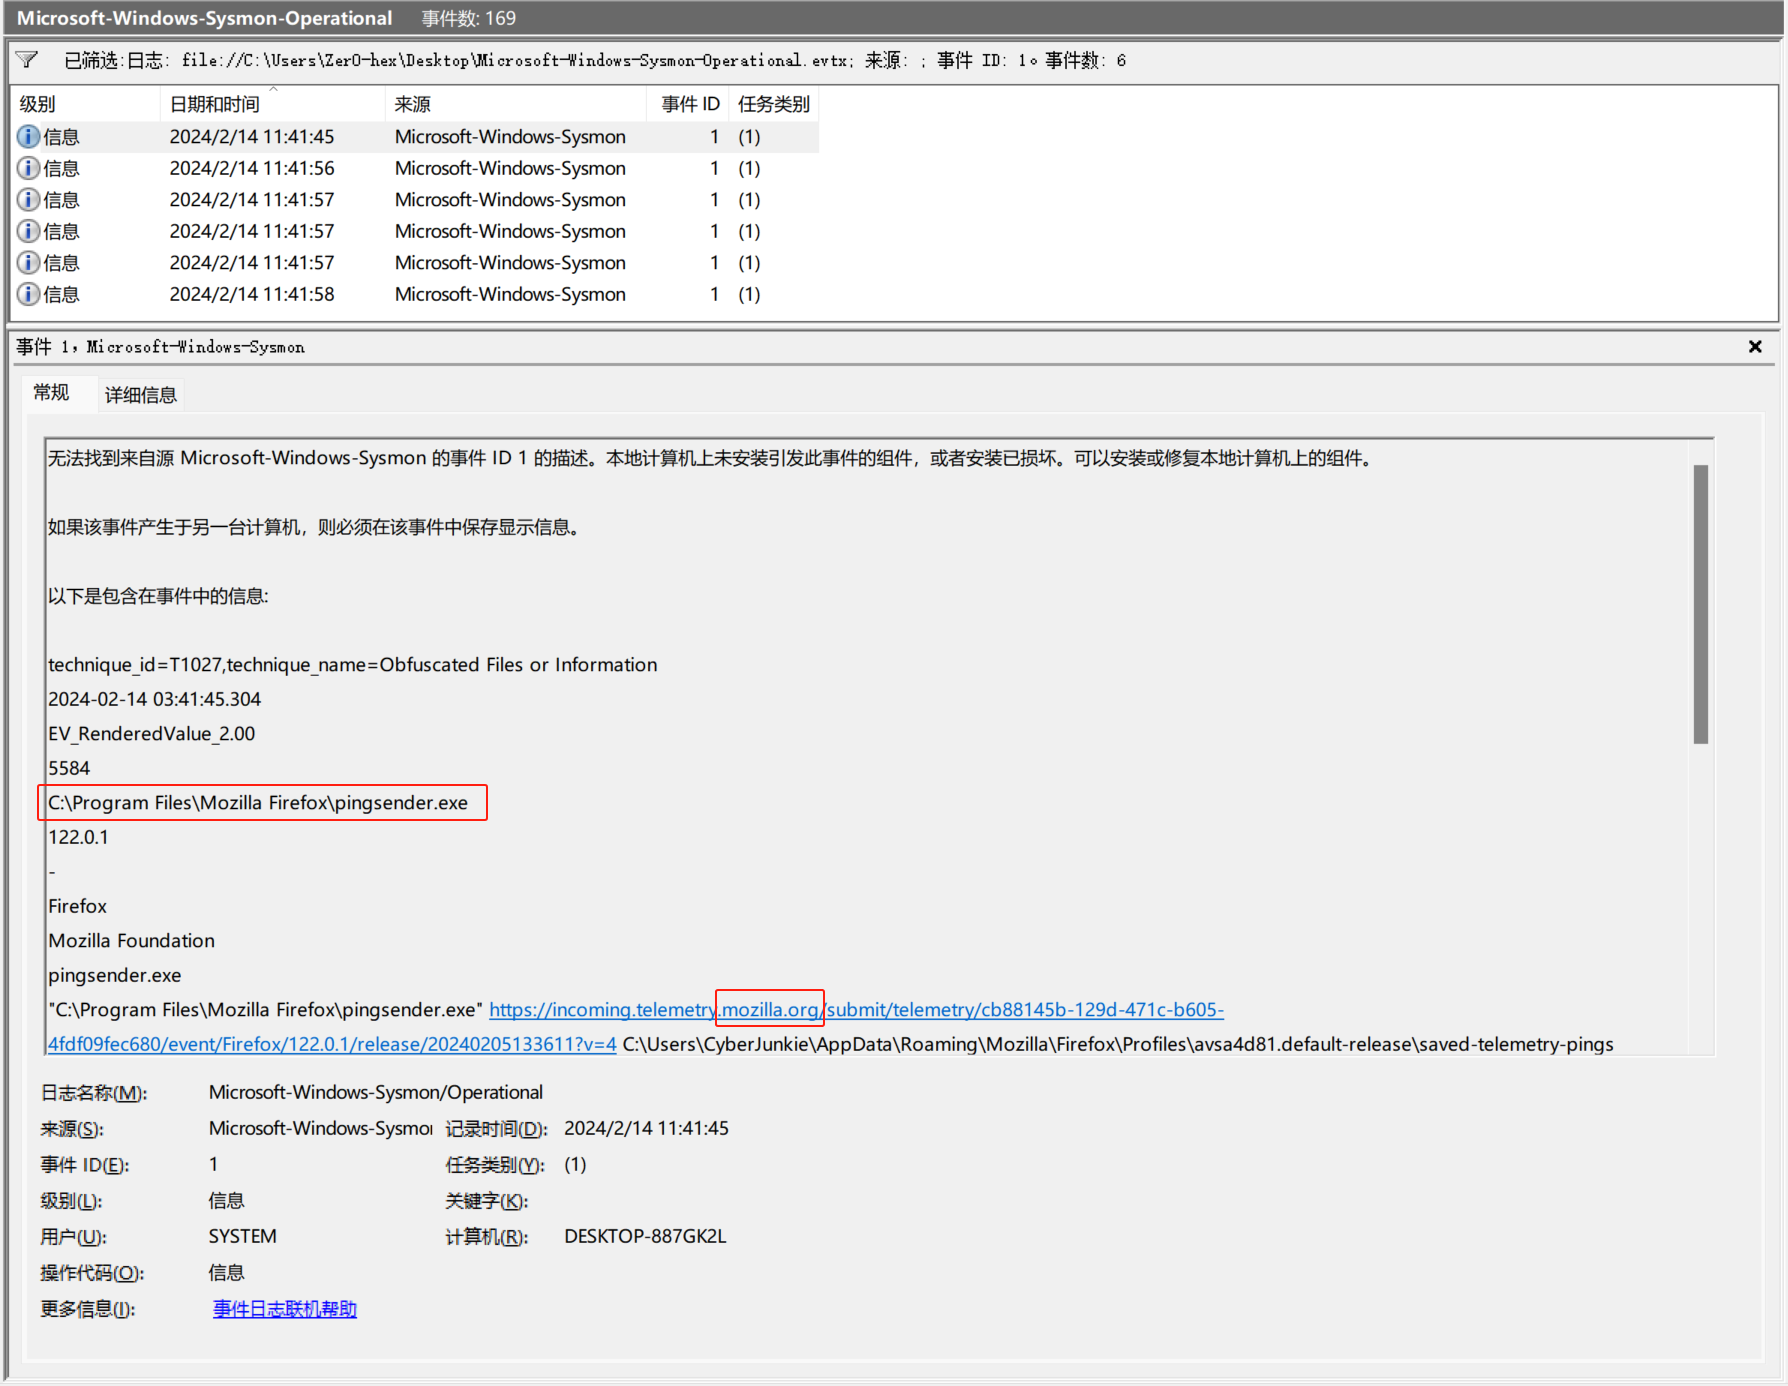 Microsoft-Windows-Sysmon-Operational 事件数: 169
已筛选:日志: file://C:\Users\Zer0-hex\Desktop\Microsoft-Windows-Sysmon-Operational.evtx; 来源: ; 事件 ID: 1。事件数: 6
级别 日期和时间 来源 事件 ID 任务类别
信息 2024/2/14 11:41:45 Microsoft-Windows-Sysmon 1 (1)
信息 2024/2/14 11:41:56 Microsoft-Windows-Sysmon 1 (1)
信息 2024/2/14 11:41:57 Microsoft-Windows-Sysmon 1 (1)
信息 2024/2/14 11:41:57 Microsoft-Windows-Sysmon 1 (1)
信息 2024/2/14 11:41:57 Microsoft-Windows-Sysmon 1 (1)
信息 2024/2/14 11:41:58 Microsoft-Windows-Sysmon 1 (1)
事件 1，Microsoft-Windows-Sysmon
常规 详细信息
无法找到来自源 Microsoft-Windows-Sysmon 的事件 ID 1 的描述。本地计算机上未安装引发此事件的组件，或者安装已损坏。可以安装或修复本地计算机上的组件。
如果该事件产生于另一台计算机，则必须在该事件中保存显示信息。
以下是包含在事件中的信息:
technique_id=T1027,technique_name=Obfuscated Files or Information
2024-02-14 03:41:45.304
EV_RenderedValue_2.00
5584
C:\Program Files\Mozilla Firefox\pingsender.exe
122.0.1
-
Firefox
Mozilla Foundation
pingsender.exe
"C:\Program Files\Mozilla Firefox\pingsender.exe" https://incoming.telemetry.mozilla.org/submit/telemetry/cb88145b-129d-471c-b605-
4fdf09fec680/event/Firefox/122.0.1/release/20240205133611?v=4 C:\Users\CyberJunkie\AppData\Roaming\Mozilla\Firefox\Profiles\avsa4d81.default-release\saved-telemetry-pings
日志名称(M): Microsoft-Windows-Sysmon/Operational
来源(S): Microsoft-Windows-Sysmon 记录时间(D): 2024/2/14 11:41:45
事件 ID(E): 1 任务类别(Y): (1)
级别(L): 信息 关键字(K):
用户(U): SYSTEM 计算机(R): DESKTOP-887GK2L
操作代码(O): 信息
更多信息(I): 事件日志联机帮助